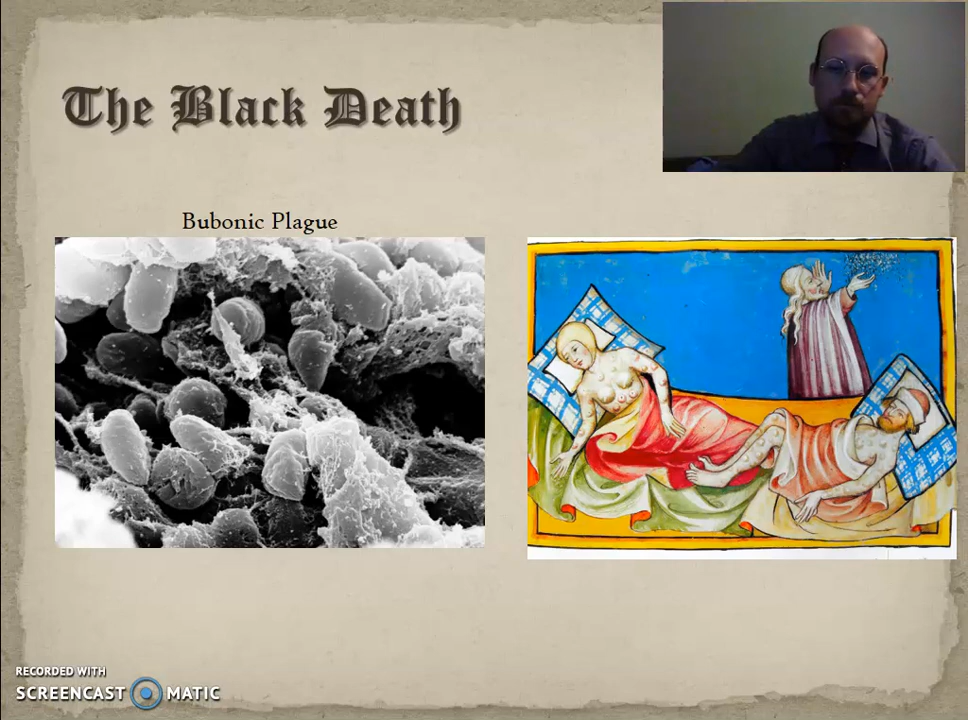 The Black Death
Bubonic Plague
RECORDED WITH
SCREENCAST MATIC